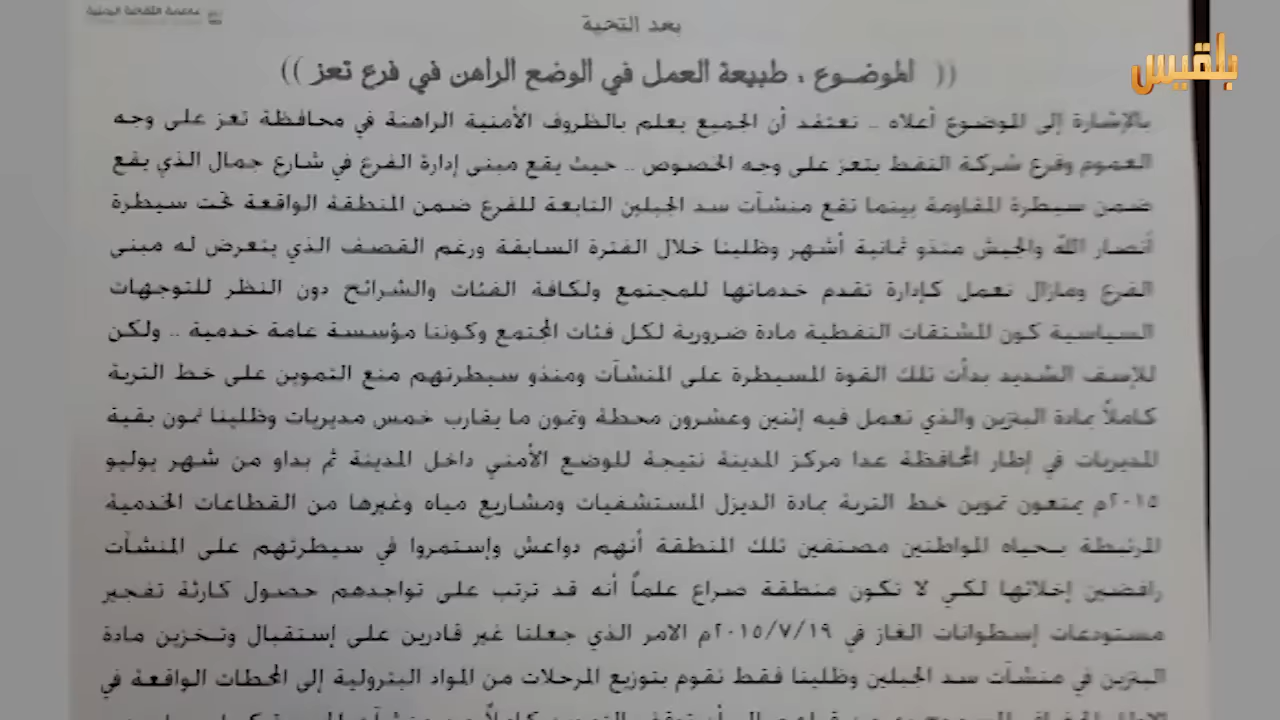 بعد التحية
بلقيس
(( الموضوع ، طبيعة العمل في الوضع الراهن في فرع تعز ))
بالإشارة إلى الموضوع أعلاه .. نعتقد أن الجميع يعلم بالظروف الأمنية الراهنة في محافظة تعز على وجه
العموم وفرع شركة النفط بتعز على وجه الخصوص .. حيث يقع مبنى إدارة الفرع في شارع جمال الذي يقع
ضمن سيطرة المقاومة بينما تقع منشآت سد الجبلين التابعة للفرع ضمن المنطقة الواقعة تحت سيطرة
أنصار الله والجيش منذو ثمانية أشهر وظلينا خلال الفترة السابقة ورغم القصف الذي يتعرض له مبنى
الفرع ومازال نعمل كإدارة تقدم خدماتها للمجتمع ولكافة الفئات والشرائح دون النظر للتوجهات
السياسية كون المشتقات النفطية مادة ضرورية لكل فئات المجتمع وكوننا مؤسسة عامة خدمية .. ولكن
للإسف الشديد بدأت تلك القوة المسيطرة على المنشآت ومنذو سيطرتهم منع التموين على خط التربة
كاملاً بمادة البترين والذي تعمل فيه إثنين وعشرون محطة وتمون ما يقارب خمس مديريات وظلينا نمون بقية
المديريات في إطار المحافظة عدا مركز المدينة نتيجة للوضع الأمني داخل المدينة ثم بداو من شهر يوليو
٢٠١٥م يمنعون تموين خط التربة بمادة الديزل المستشفيات ومشاريع مياه وغيرها من القطاعات الخدمية
المرتبطة بحياه المواطنين مصنفين تلك المنطقة أنهم دواعش وإستمروا في سيطرتهم على المنشآت
رافضين إخلائها لكي لا تكون منطقة صراع علماً أنه قد ترتب على تواجدهم حصول كارثة تفجير
مستودعات إسطوانات الغاز في ٢٠١٥/٧/١٩م الامر الذي جعلنا غير قادرين على إستقبال وتخزين مادة
البترين في منشآت سد الجبلين وظلينا فقط نقوم بتوزيع المرحلات من المواد البترولية إلى المحطات الواقعة في